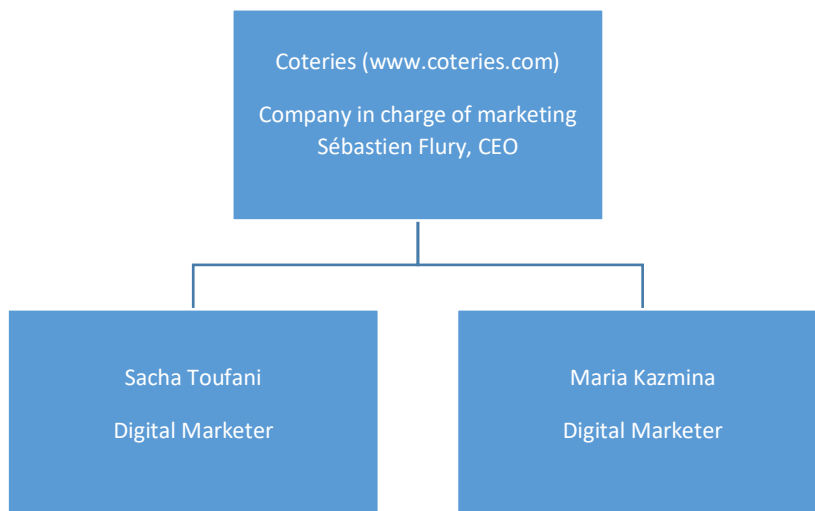 Coteries (www.coteries.com)
Company in charge of marketing
Sébastien Flury, CEO
Sacha Toufani
Digital Marketer
Maria Kazmina
Digital Marketer